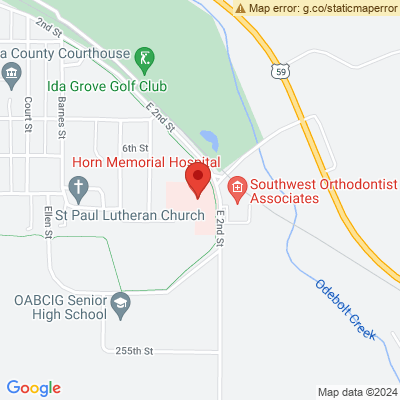 Map error: g.co/staticmaperror
2nd St
a County Courthouse
59
Ida Grove Golf Club
Court St
Barnes St
E 2nd St
6th St
Horn Memorial Hospital
Southwest Orthodontist
Associates
St Paul Lutheran Church
Ellen St
E 2nd St
Odebolt Creek
OABCIG Senior
High School
255th St
Google
Map data ©2024